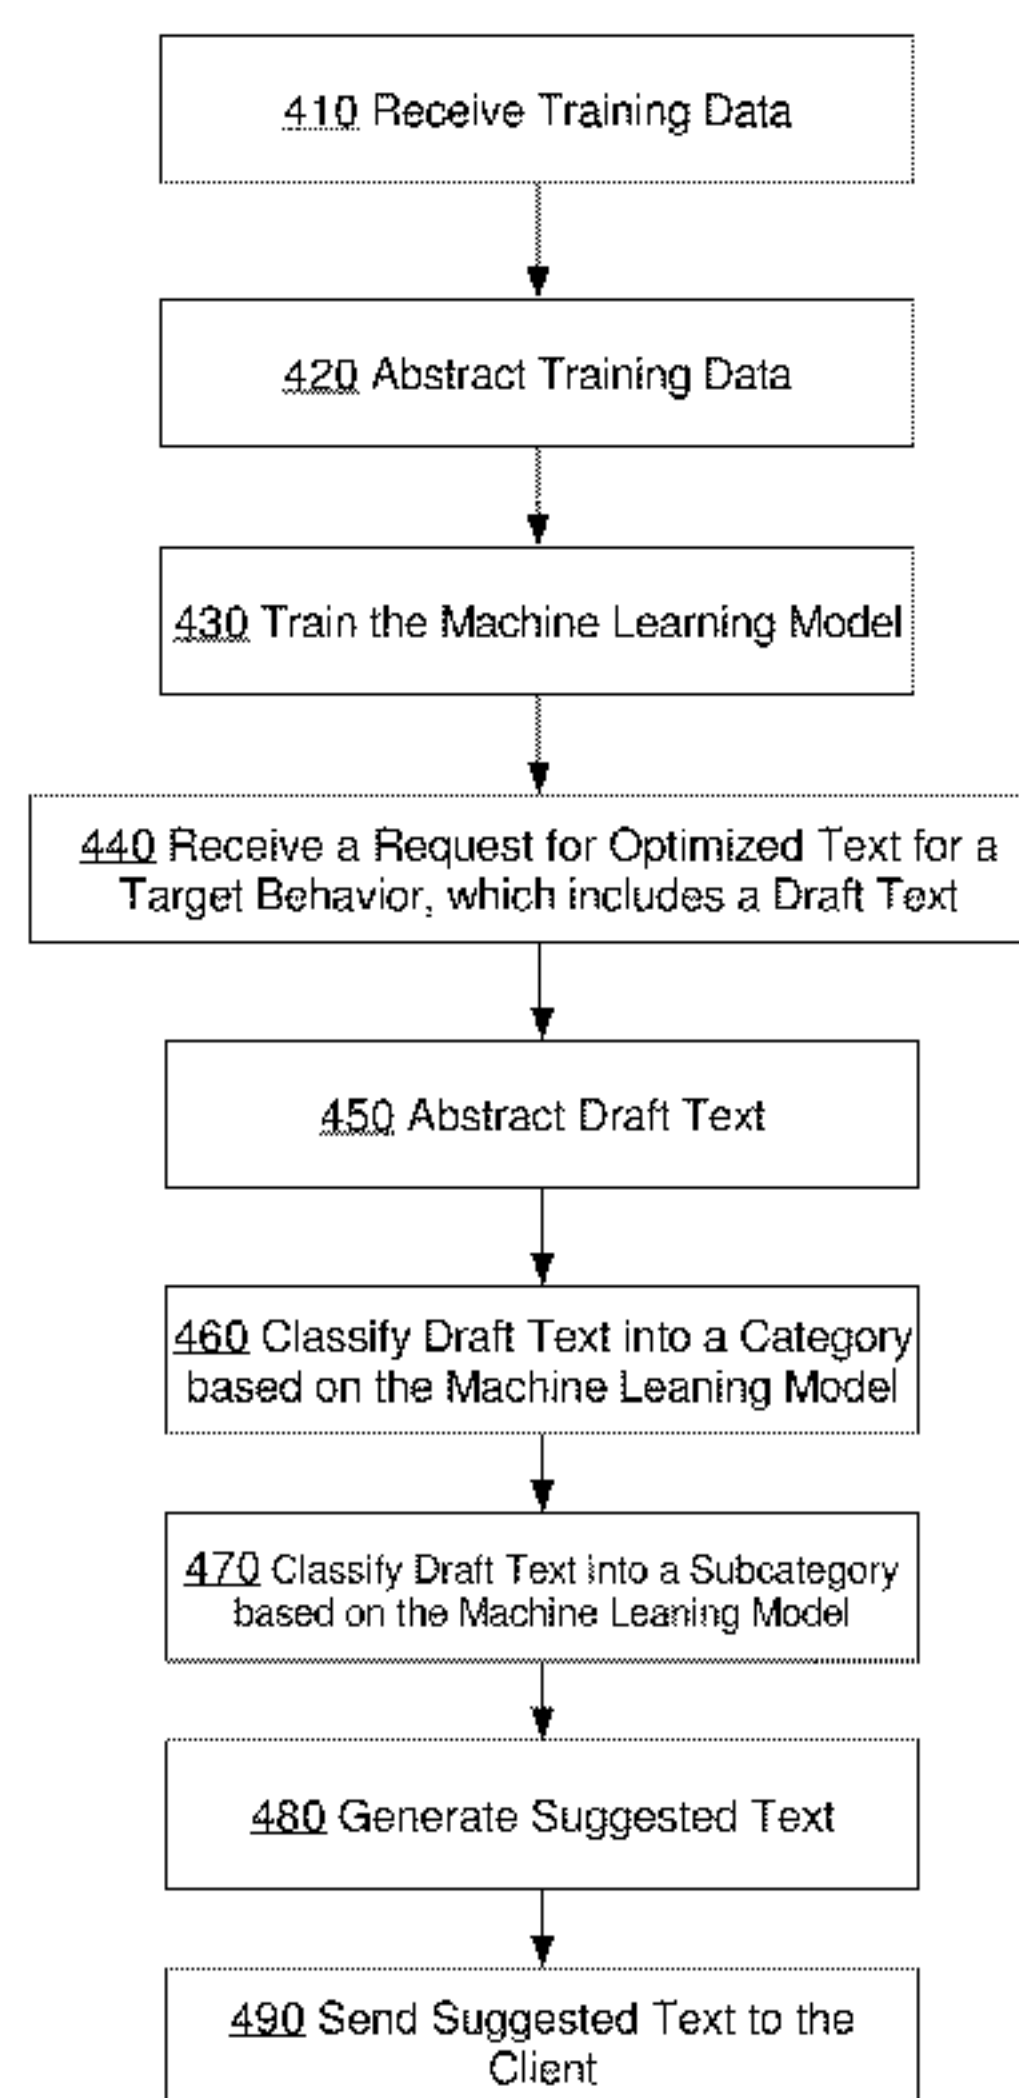 410 Receive Training Data
420 Abstract Training Data
430 Train the Machine Learning Model
440 Receive a Request for Optimized Text for a
Target Behavior, which includes a Draft Text
450 Abstract Draft Text
460 Classify Draft Text into a Category
based on the Machine Leaning Model
470 Classify Draft Text into a Subcategory
based on the Machine Leaning Model
480 Generate Suggested Text
490 Send Suggested Text to the
Client